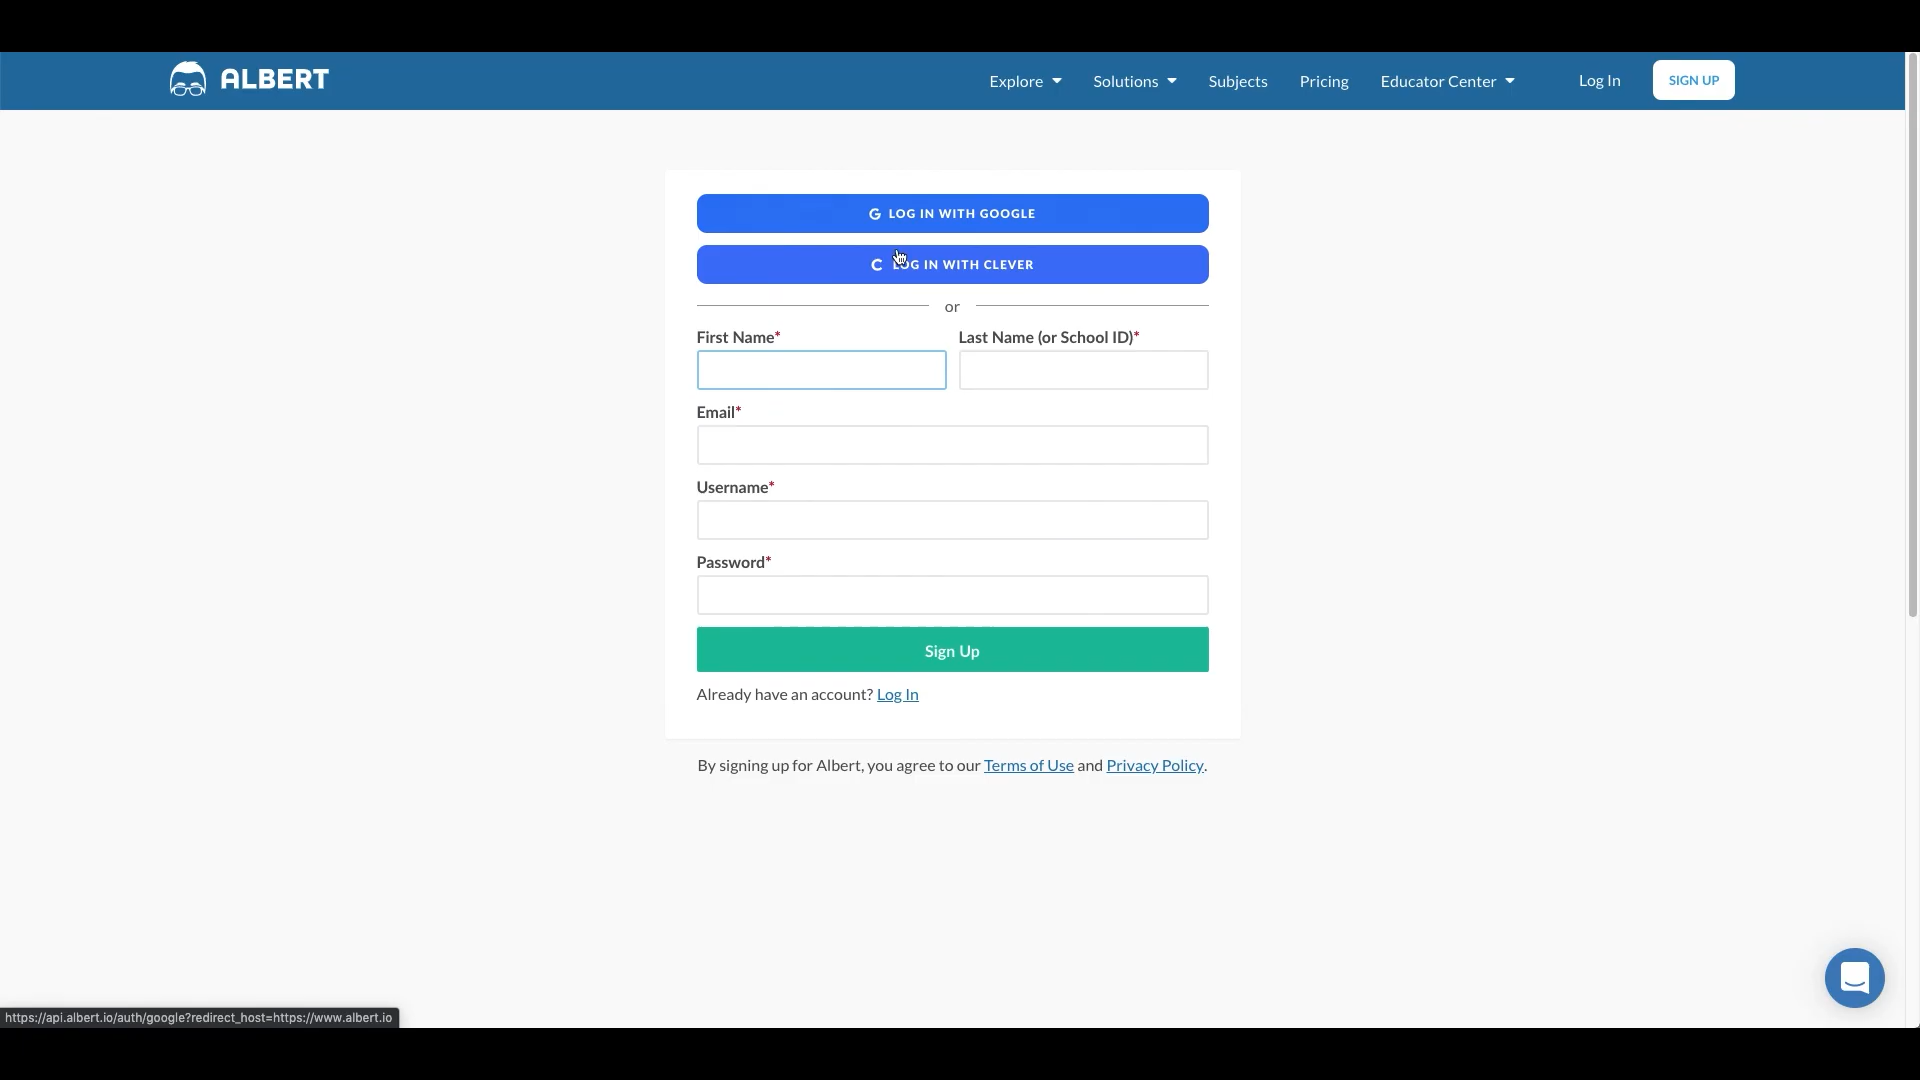 ALBERT
Explore Solutions Subjects Pricing Educator Center Log In SIGN UP
G LOG IN WITH GOOGLE
C LOG IN WITH CLEVER
or
First Name* Last Name (or School ID)*
Email*
Username*
Password*
Sign Up
Already have an account? Log In
By signing up for Albert, you agree to our Terms of Use and Privacy Policy.
https://api.albert.io/auth/google?redirect_host=https://www.albert.io